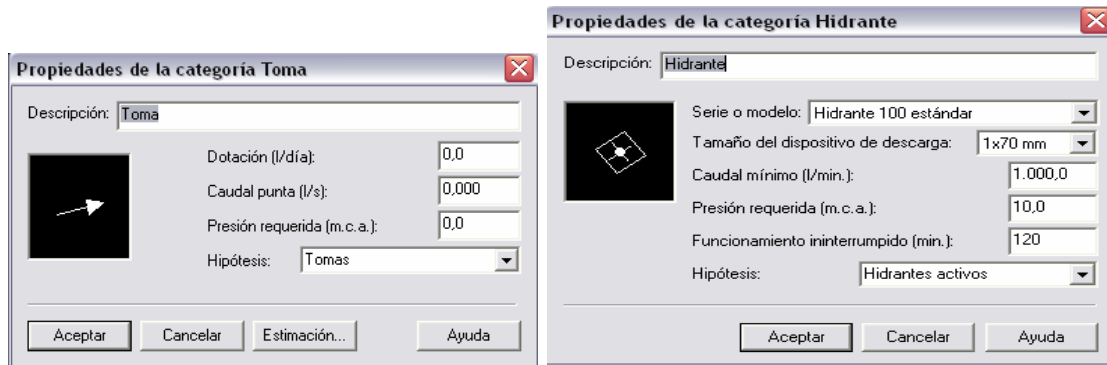 Propiedades de la categoría Toma
Descripción: Toma
Dotación (l/día): 0,0
Caudal punta (l/s): 0,000
Presión requerida (m.c.a.): 0,0
Hipótesis: Tomas
Aceptar Cancelar Estimación... Ayuda
Propiedades de la categoría Hidrante
Descripción: Hidrante
Serie o modelo: Hidrante 100 estándar
Tamaño del dispositivo de descarga: 1x70 mm
Caudal mínimo (l/min.): 1.000,0
Presión requerida (m.c.a.): 10,0
Funcionamiento ininterrumpido (min.): 120
Hipótesis: Hidrantes activos
Aceptar Cancelar Ayuda